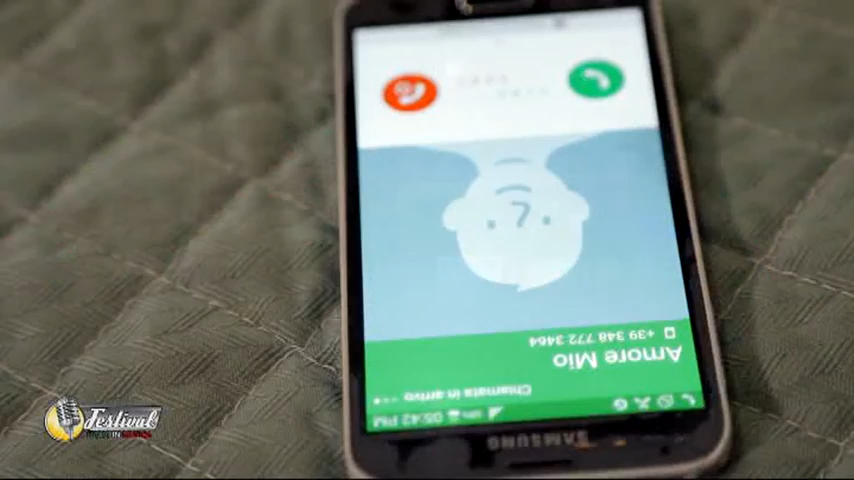 05:42 PM
Chiamata in arrivo
Amore Mio
+39 348 772 3464
SAMSUNG
Festival